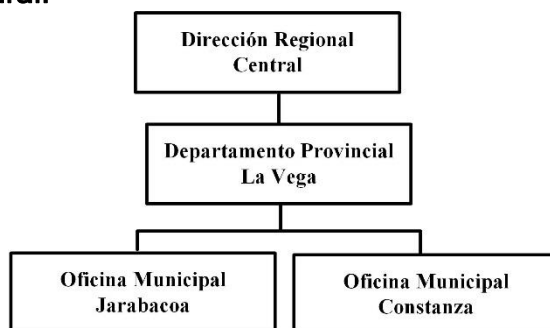 Dirección Regional
Central
Departamento Provincial
La Vega
Oficina Municipal
Jarabacoa
Oficina Municipal
Constanza